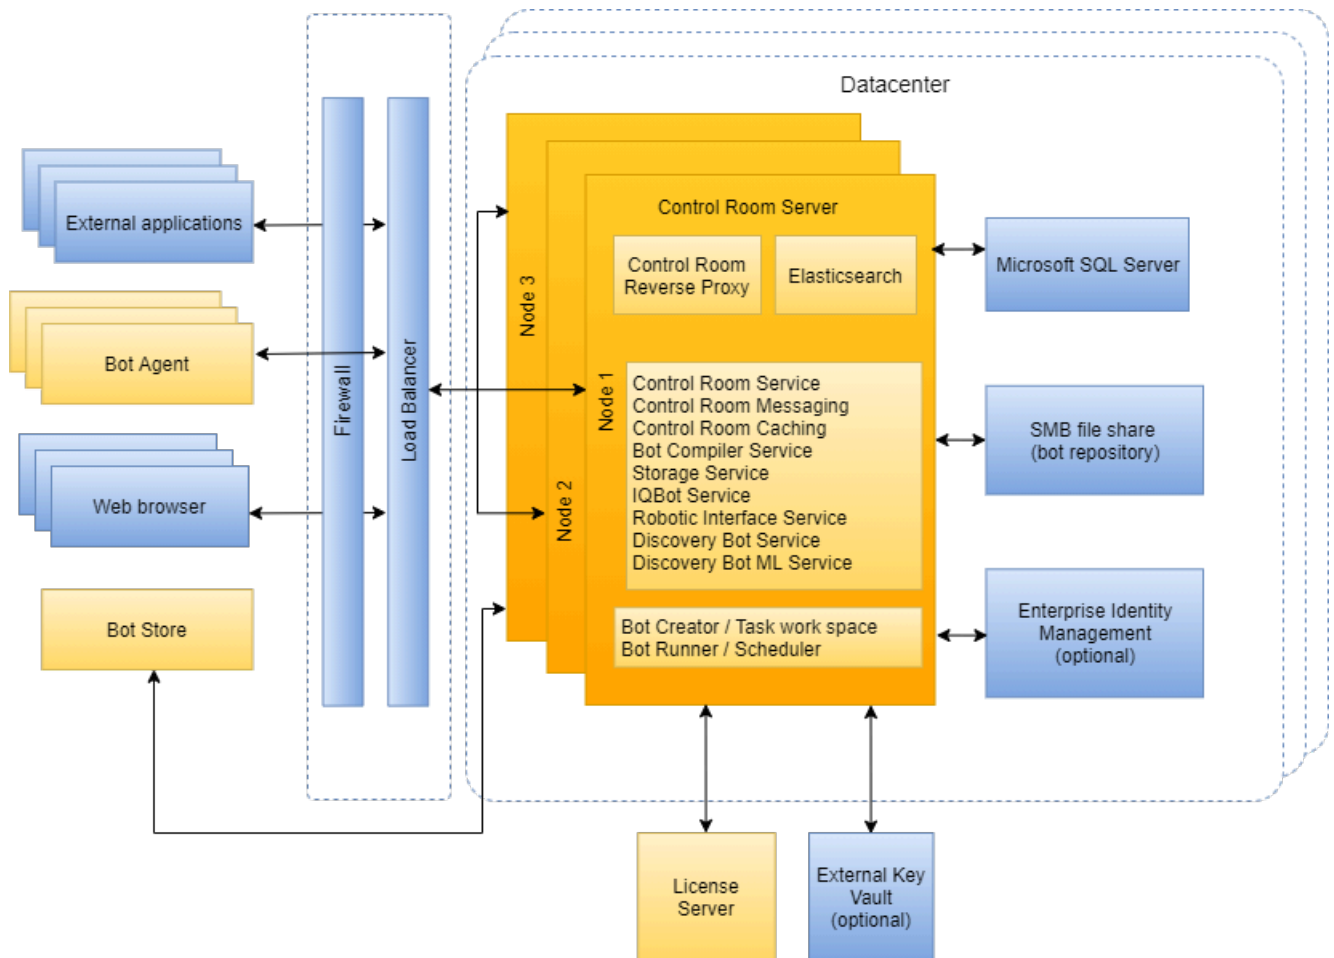 Datacenter
External applications
Bot Agent
Web browser
Bot Store
Firewall
Load Balancer
Node 3
Node 2
Node 1
Control Room Server
Control Room
Reverse Proxy
Elasticsearch
Control Room Service
Control Room Messaging
Control Room Caching
Bot Compiler Service
Storage Service
IQBot Service
Robotic Interface Service
Discovery Bot Service
Discovery Bot ML Service
Bot Creator / Task work space
Bot Runner / Scheduler
Microsoft SQL Server
SMB file share
(bot repository)
Enterprise Identity
Management
(optional)
License
Server
External Key
Vault
(optional)